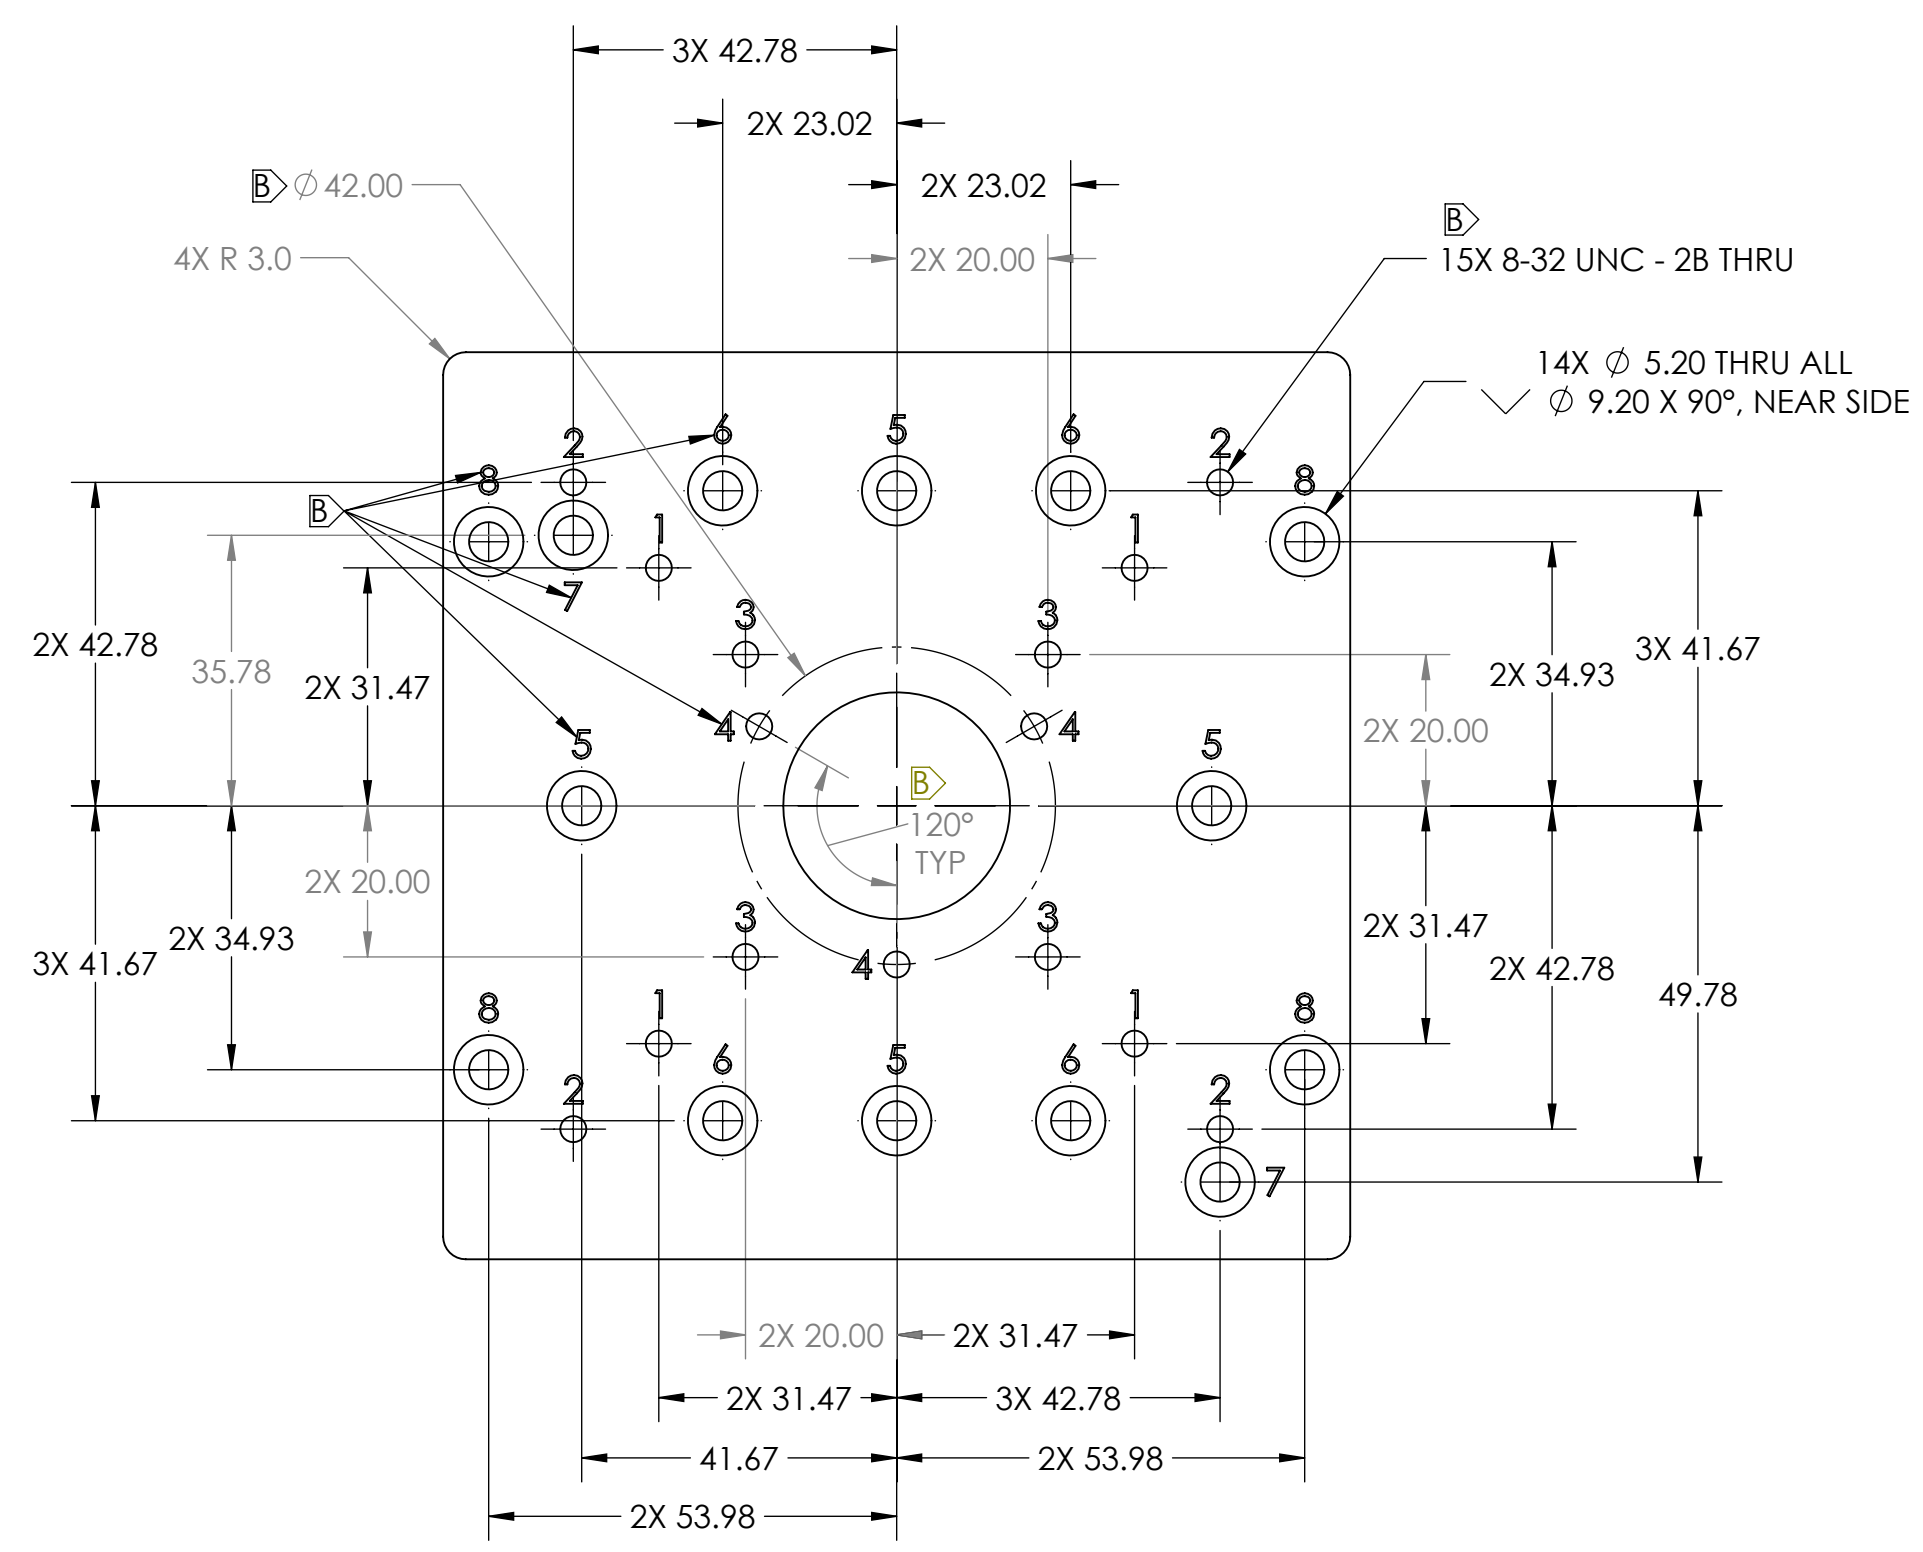 3X 42.78
2X 23.02
B ⌀ 42.00
2X 23.02
B
4X R 3.0
2X 20.00
15X 8-32 UNC - 2B THRU
14X ⌀ 5.20 THRU ALL
⌵ ⌀ 9.20 X 90°, NEAR SIDE
2 6 5 6 2
8 8
B
1 1
7
3 3
2X 42.78
35.78
2X 31.47
3X 41.67
2X 34.93
2X 20.00
4 4
5 5
B
120°
TYP
2X 20.00
2X 34.93
3X 41.67
3 3
4
2X 31.47
2X 42.78
49.78
8 1 1 8
6 5 6
2 2
7
2X 20.00
2X 31.47
2X 31.47
3X 42.78
41.67
2X 53.98
2X 53.98